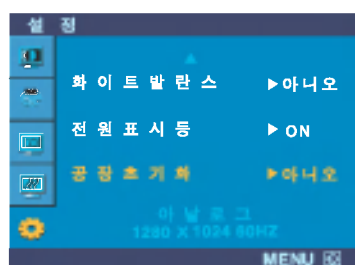 설 정
화 이 트 발 란 스 ▶아니오
전 원 표 시 등 ▶ ON
공 장 초 기 화 ▶아니오
아 날 로 그
1280 X 1024 60HZ
MENU